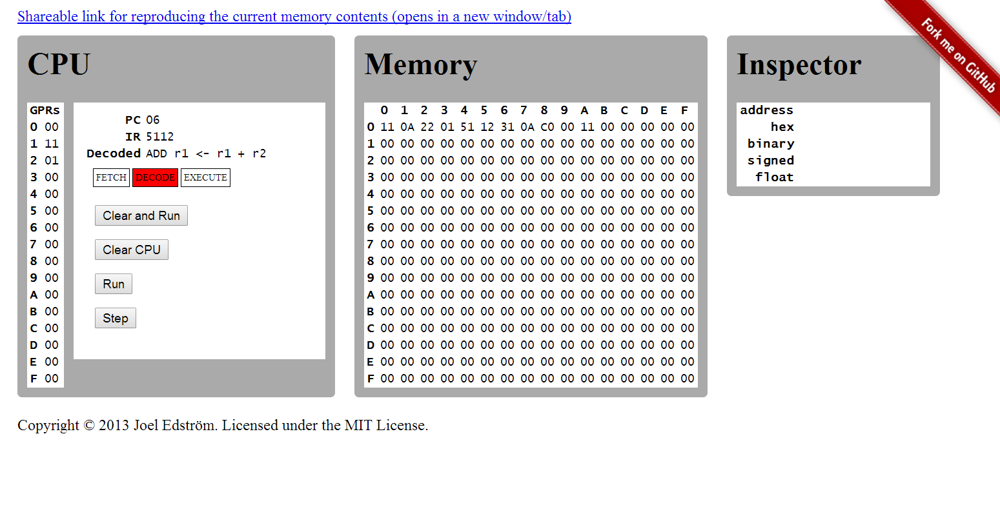 Shareable link for reproducing the current memory contents (opens in a new window/tab)
Fork me on GitHub
CPU
GPRs
0 00
1 11
2 01
3 00
4 00
5 00
6 00
7 00
8 00
9 00
A 00
B 00
C 00
D 00
E 00
F 00
PC 06
IR 5112
Decoded ADD r1 <- r1 + r2
FETCH DECODE EXECUTE
Clear and Run
Clear CPU
Run
Step
Memory
0 1 2 3 4 5 6 7 8 9 A B C D E F
0 11 0A 22 01 51 12 31 0A C0 00 11 00 00 00 00 00
1 00 00 00 00 00 00 00 00 00 00 00 00 00 00 00 00
2 00 00 00 00 00 00 00 00 00 00 00 00 00 00 00 00
3 00 00 00 00 00 00 00 00 00 00 00 00 00 00 00 00
4 00 00 00 00 00 00 00 00 00 00 00 00 00 00 00 00
5 00 00 00 00 00 00 00 00 00 00 00 00 00 00 00 00
6 00 00 00 00 00 00 00 00 00 00 00 00 00 00 00 00
7 00 00 00 00 00 00 00 00 00 00 00 00 00 00 00 00
8 00 00 00 00 00 00 00 00 00 00 00 00 00 00 00 00
9 00 00 00 00 00 00 00 00 00 00 00 00 00 00 00 00
A 00 00 00 00 00 00 00 00 00 00 00 00 00 00 00 00
B 00 00 00 00 00 00 00 00 00 00 00 00 00 00 00 00
C 00 00 00 00 00 00 00 00 00 00 00 00 00 00 00 00
D 00 00 00 00 00 00 00 00 00 00 00 00 00 00 00 00
E 00 00 00 00 00 00 00 00 00 00 00 00 00 00 00 00
F 00 00 00 00 00 00 00 00 00 00 00 00 00 00 00 00
Inspector
address
hex
binary
signed
float
Copyright © 2013 Joel Edström. Licensed under the MIT License.